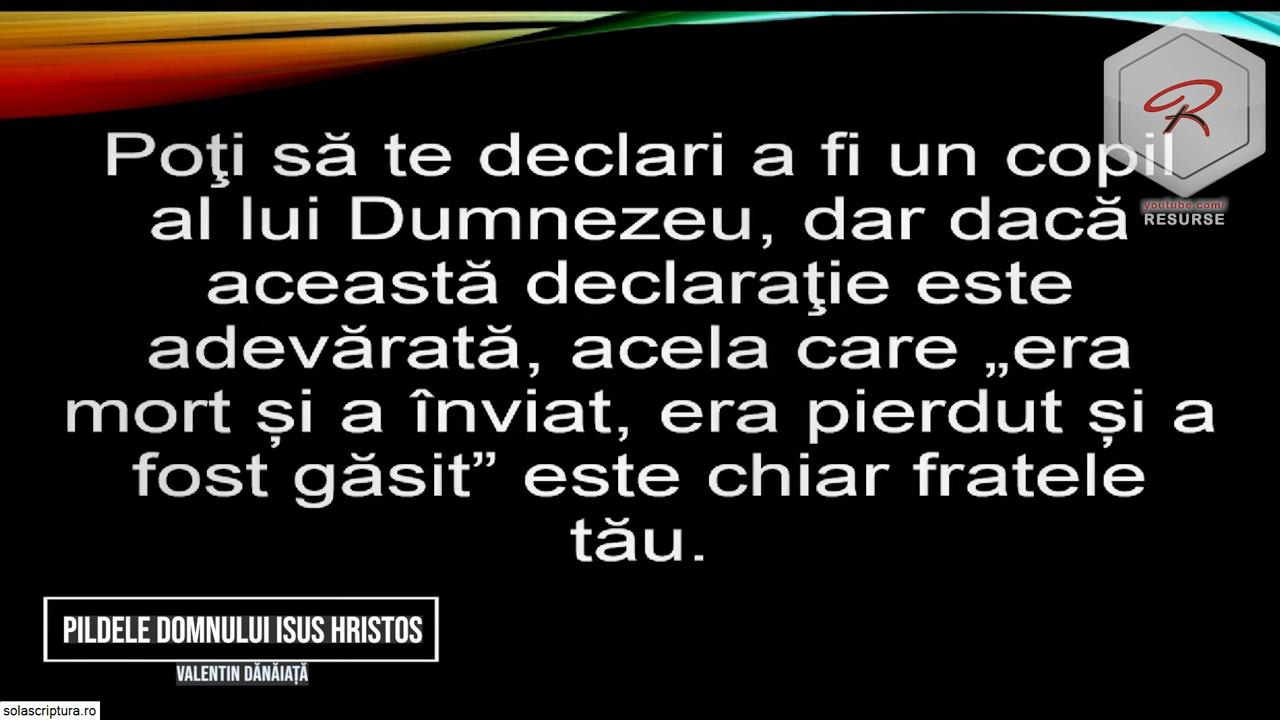 Poţi să te declari a fi un copil
al lui Dumnezeu, dar dacă
această declaraţie este
adevărată, acela care „era
mort și a înviat, era pierdut și a
fost găsit” este chiar fratele
tău.
R
youtube.com/
RESURSE
PILDELE DOMNULUI ISUS HRISTOS
VALENTIN DĂNĂIAȚĂ
solascriptura.ro